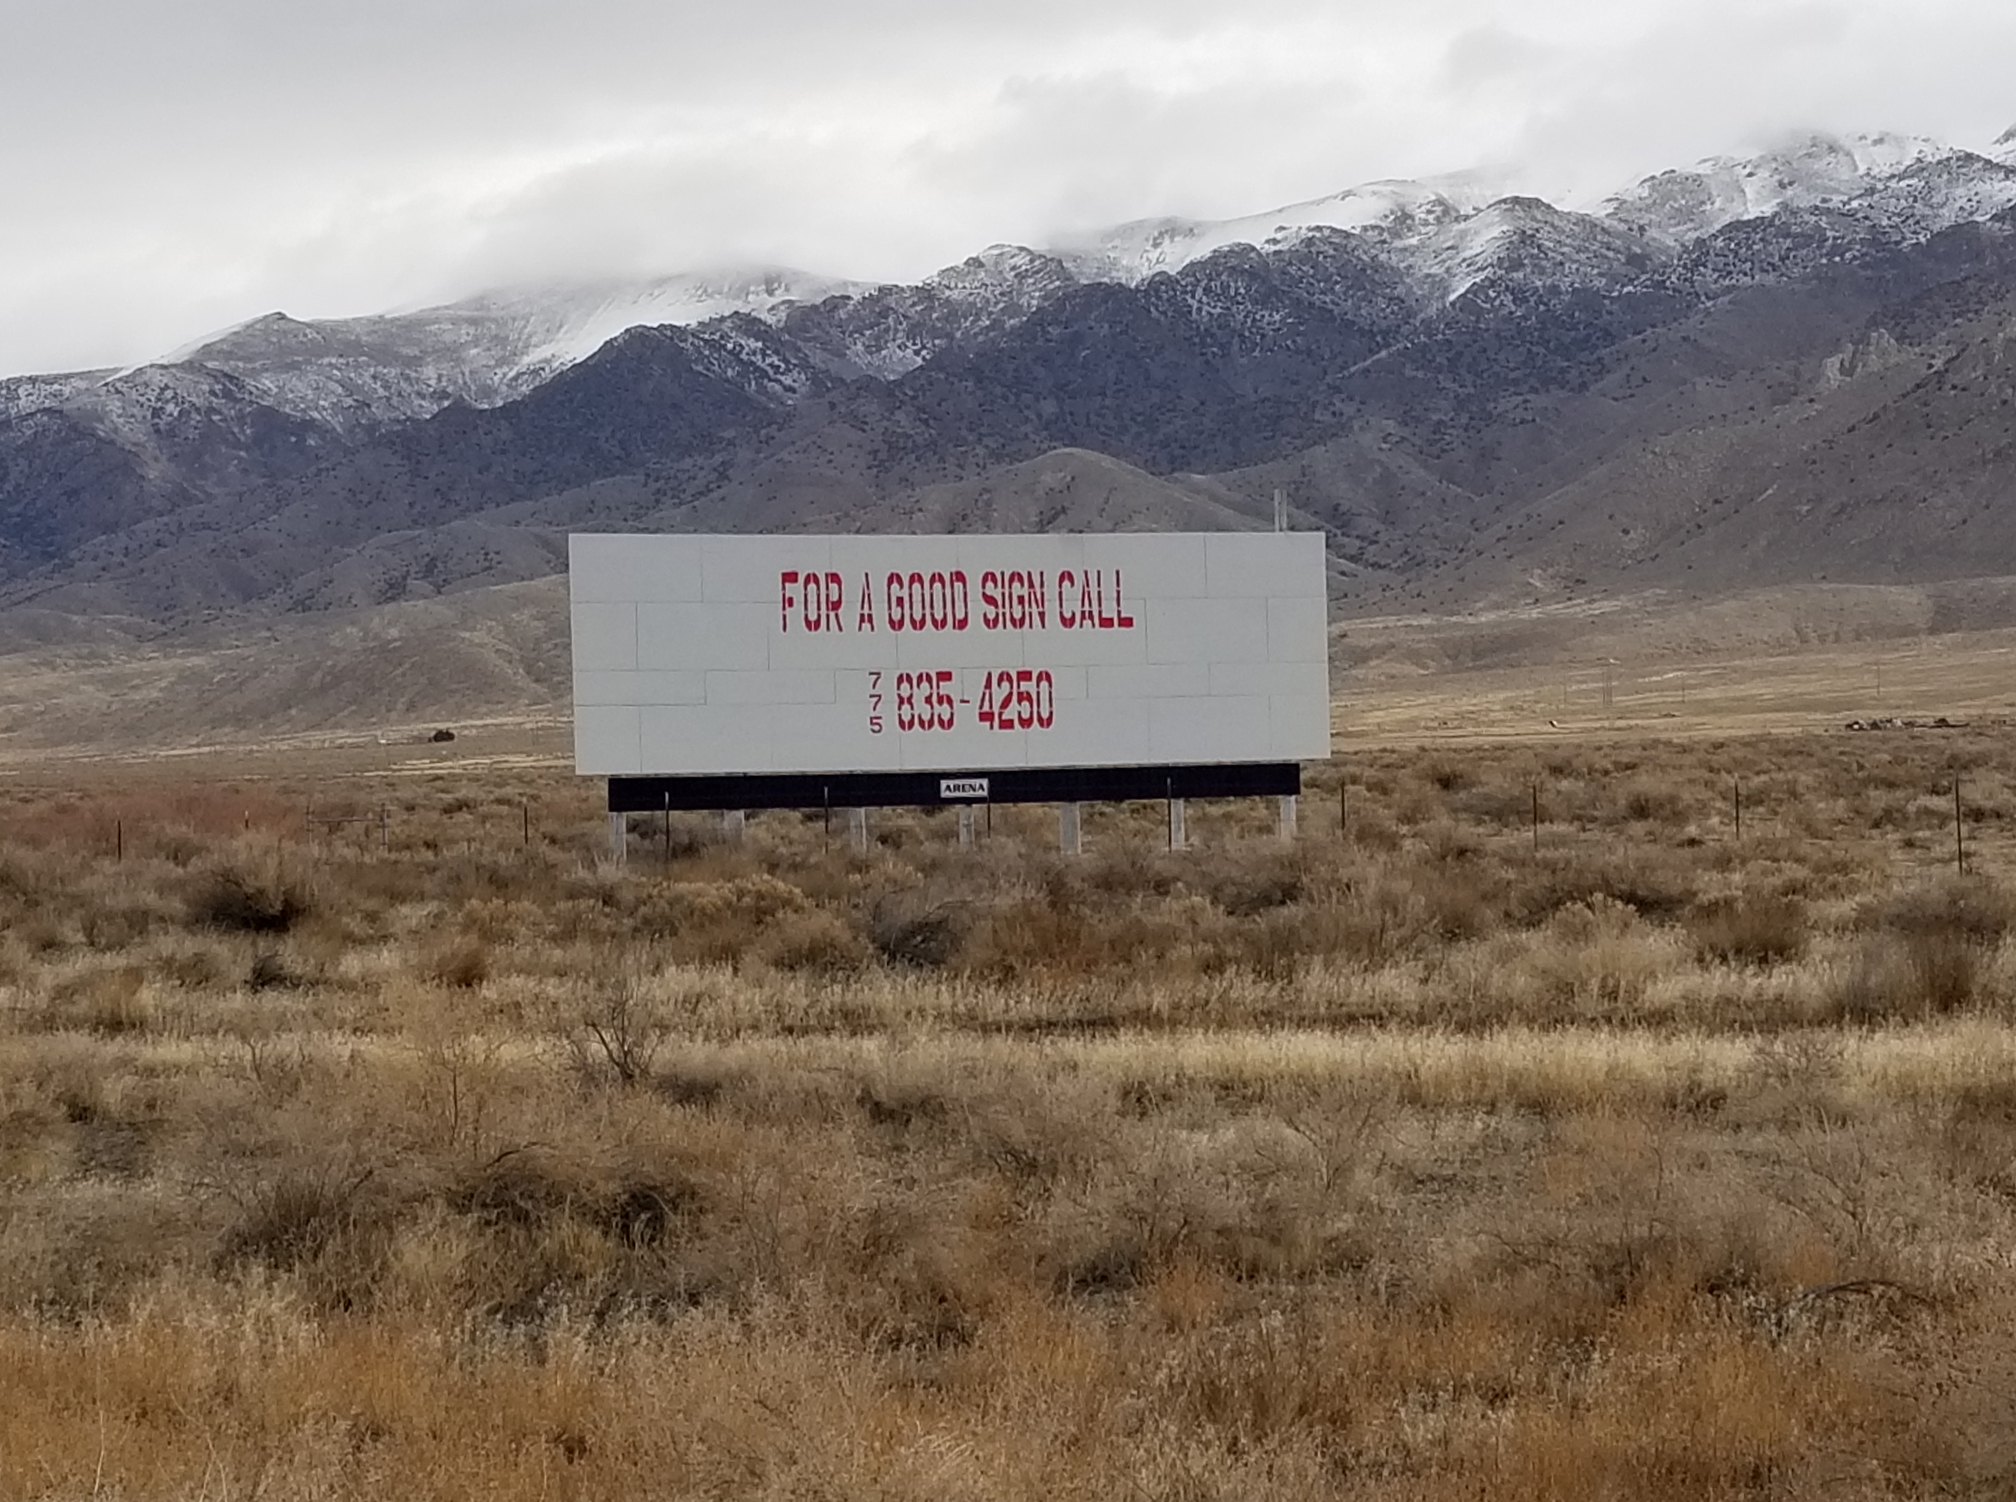 FOR A GOOD SIGN CALL
775 835-4250
ARENA